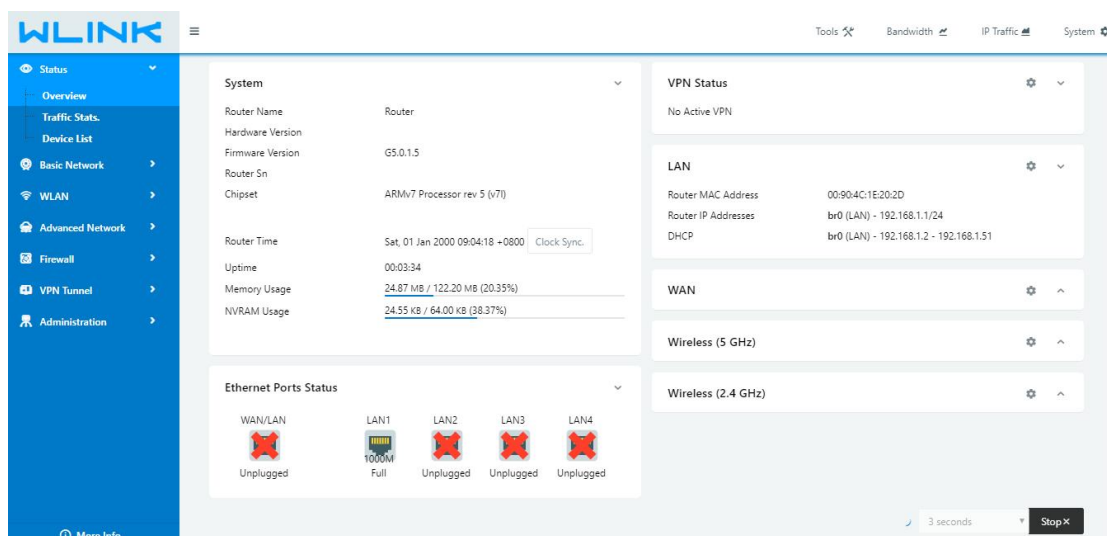 WLINK
Tools
Bandwidth
IP Traffic
System
Status
Overview
Traffic Stats.
Device List
Basic Network
WLAN
Advanced Network
Firewall
VPN Tunnel
Administration
More Info
System
Router Name Router
Hardware Version
Firmware Version G5.0.1.5
Router Sn
Chipset ARMv7 Processor rev 5 (v7l)
Router Time Sat, 01 Jan 2000 09:04:18 +0800 Clock Sync.
Uptime 00:03:34
Memory Usage 24.87 MB / 122.20 MB (20.35%)
NVRAM Usage 24.55 KB / 64.00 KB (38.37%)
Ethernet Ports Status
WAN/LAN LAN1 LAN2 LAN3 LAN4
1000M
Unplugged Full Unplugged Unplugged Unplugged
VPN Status
No Active VPN
LAN
Router MAC Address 00:90:4C:1E:20:2D
Router IP Addresses br0 (LAN) - 192.168.1.1/24
DHCP br0 (LAN) - 192.168.1.2 - 192.168.1.51
WAN
Wireless (5 GHz)
Wireless (2.4 GHz)
3 seconds
Stop ×